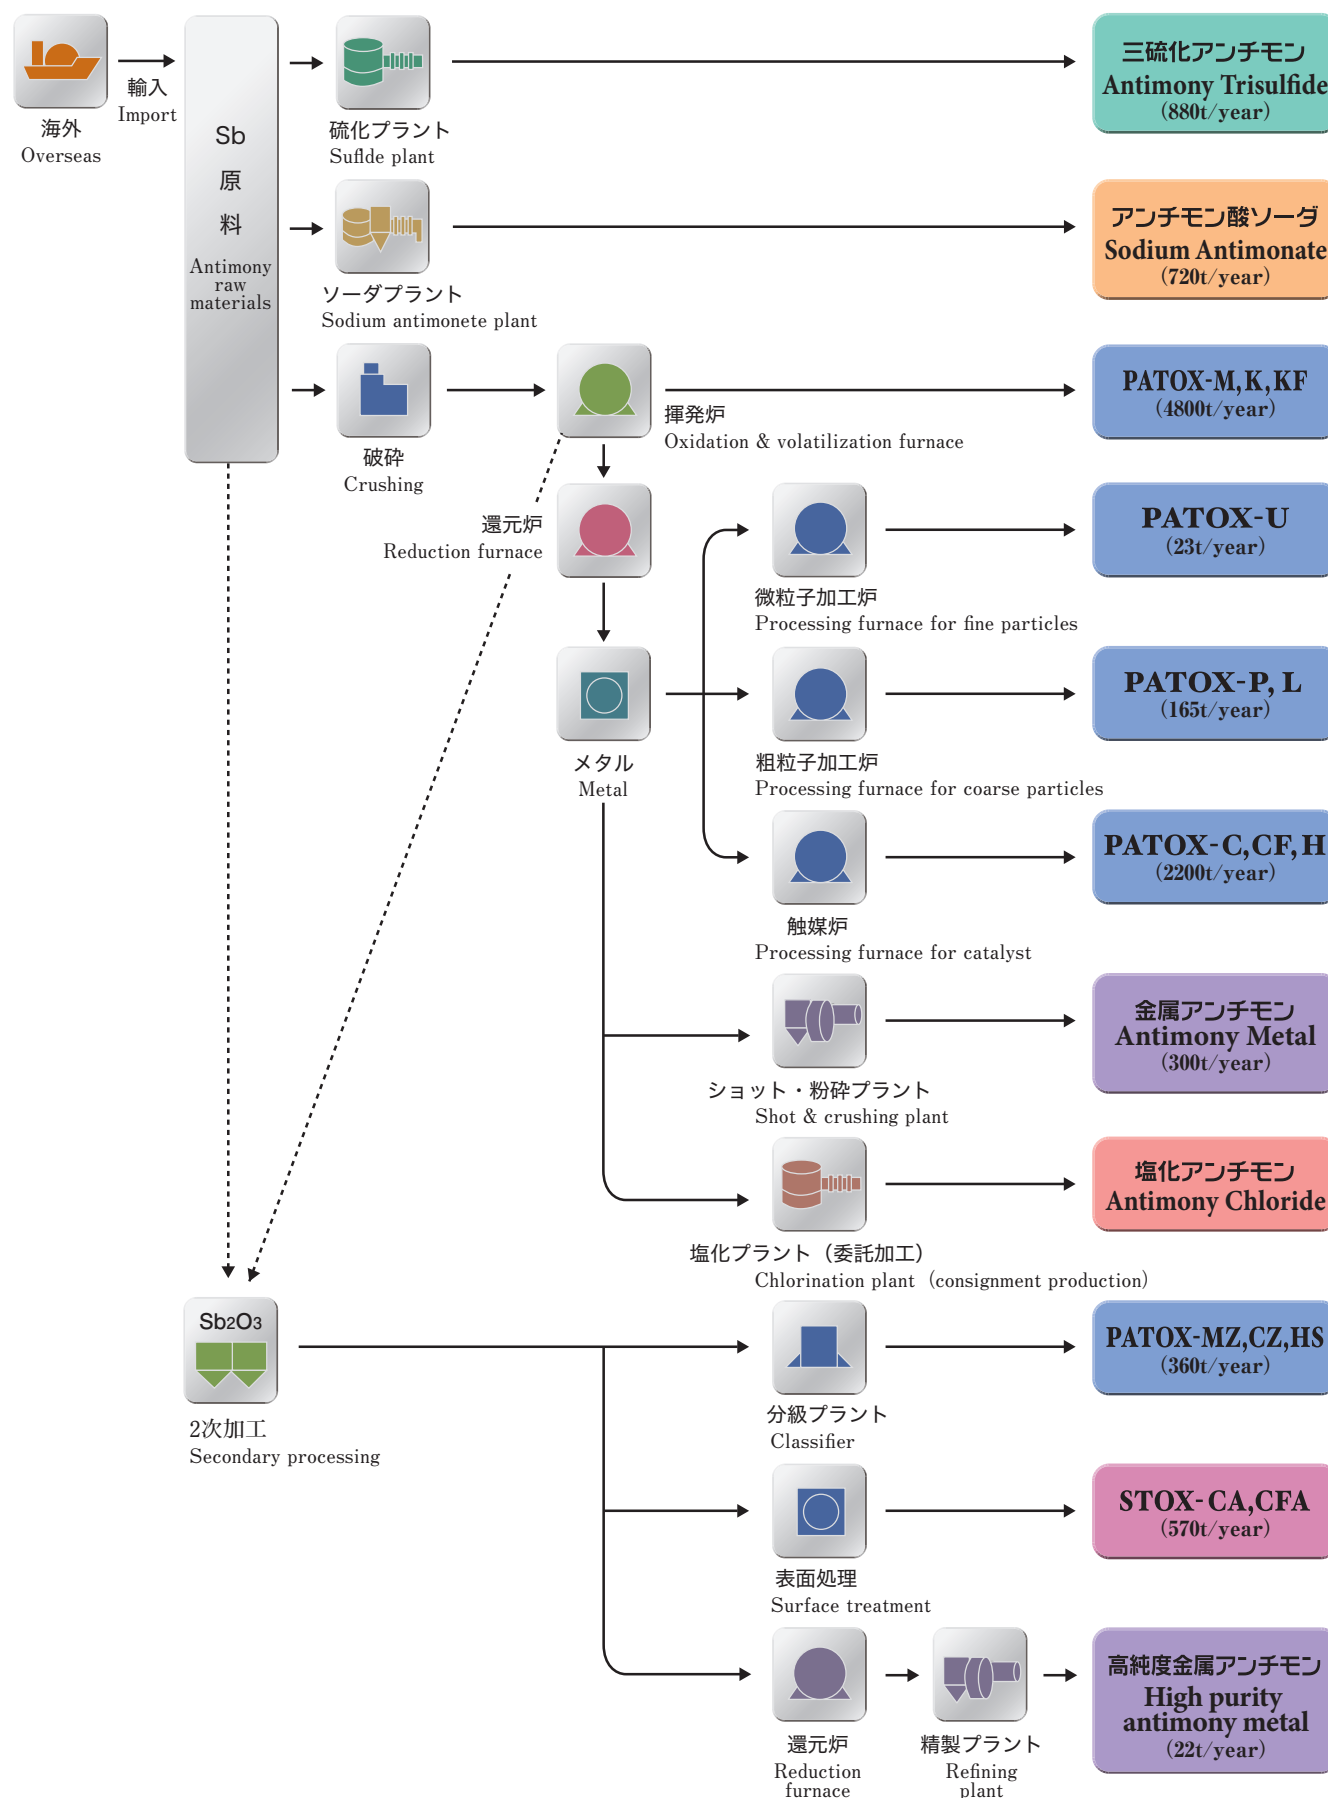 海外
Overseas
輸入
Import
Sb
原
料
Antimony
raw
materials
硫化プラント
Suflde plant
三硫化アンチモン
Antimony Trisulfide
(880t/year)
ソーダプラント
Sodium antimonete plant
アンチモン酸ソーダ
Sodium Antimonate
(720t/year)
破砕
Crushing
揮発炉
Oxidation & volatilization furnace
PATOX-M,K,KF
(4800t/year)
還元炉
Reduction furnace
微粒子加工炉
Processing furnace for fine particles
PATOX-U
(23t/year)
メタル
Metal
粗粒子加工炉
Processing furnace for coarse particles
PATOX-P, L
(165t/year)
触媒炉
Processing furnace for catalyst
PATOX-C,CF,H
(2200t/year)
ショット・粉砕プラント
Shot & crushing plant
金属アンチモン
Antimony Metal
(300t/year)
塩化プラント（委託加工）
Chlorination plant (consignment production)
塩化アンチモン
Antimony Chloride
Sb2O3
2次加工
Secondary processing
分級プラント
Classifier
PATOX-MZ,CZ,HS
(360t/year)
表面処理
Surface treatment
STOX-CA,CFA
(570t/year)
還元炉
Reduction
furnace
精製プラント
Refining
plant
高純度金属アンチモン
High purity
antimony metal
(22t/year)